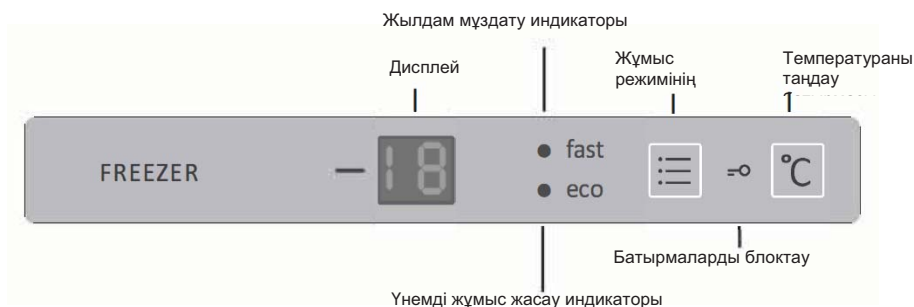 Жылдам мұздату индикаторы
Дисплей
Жұмыс
режимінің
Температураны
таңдау
FREEZER
18
fast
eco
°C
Батырмаларды блоктау
Үнемді жұмыс жасау индикаторы